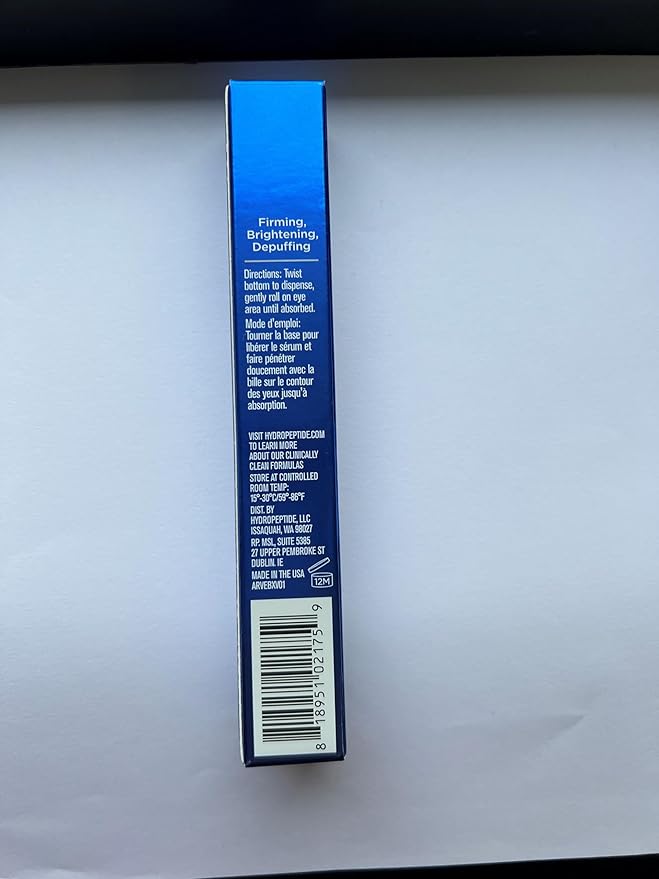 Firming,
Brightening,
Depuffing
Directions: Twist
bottom to dispense,
gently roll on eye
area until absorbed.
Mode d'emploi:
Tourner la base pour
libérer le sérum et
faire pénétrer
doucement avec la
bille sur le contour
des yeux jusqu'à
absorption.
VISIT HYDROPEPTIDE.COM
TO LEARN MORE
ABOUT OUR CLINICALLY
CLEAN FORMULAS
STORE AT CONTROLLED
ROOM TEMP:
15°-30°C/59°-86°F
DIST. BY
HYDROPEPTIDE, LLC
ISSAQUAH, WA 98027
RP. MSL, SUITE 5385
27 UPPER PEMBROKE ST
DUBLIN. IE
MADE IN THE USA
ARVEBXV01
12M
8 18951 02175 9